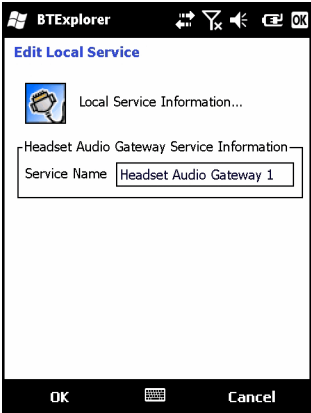 BTExplorer OK
Edit Local Service
Local Service Information...
Headset Audio Gateway Service Information
Service Name Headset Audio Gateway 1
OK Cancel